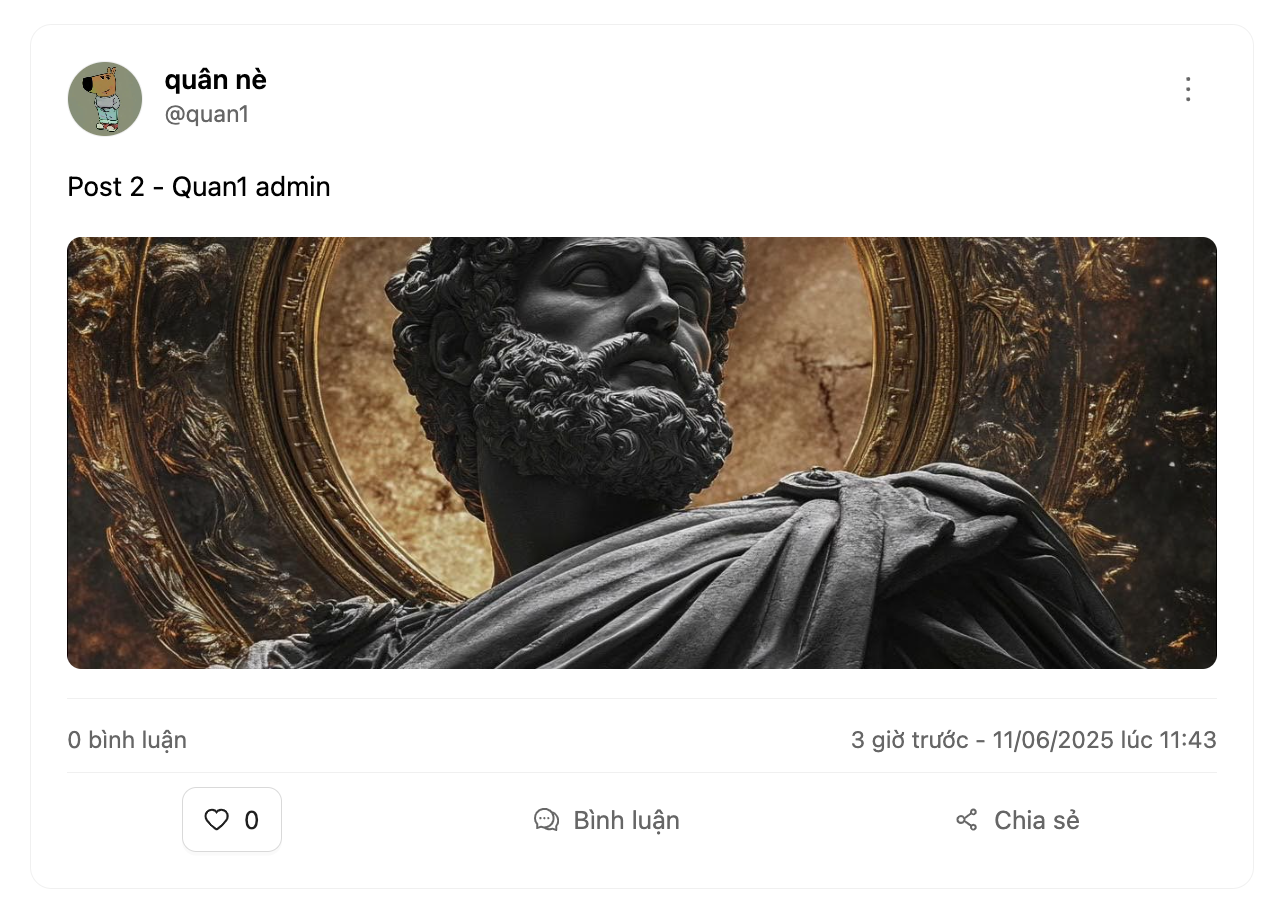 quân nè
@quan1
Post 2 - Quan1 admin
0 bình luận
3 giờ trước - 11/06/2025 lúc 11:43
0
Bình luận
Chia sẻ